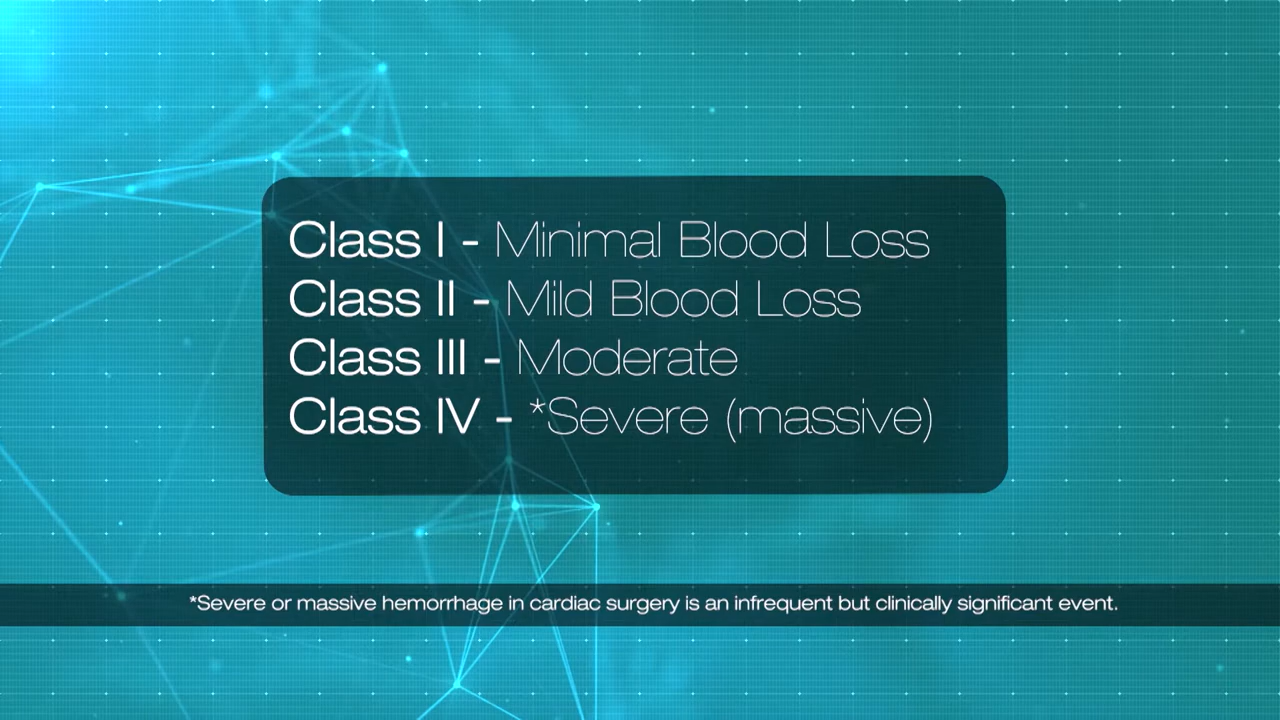 Class I - Minimal Blood Loss
Class II - Mild Blood Loss
Class III - Moderate
Class IV - *Severe (massive)
*Severe or massive hemorrhage in cardiac surgery is an infrequent but clinically significant event.